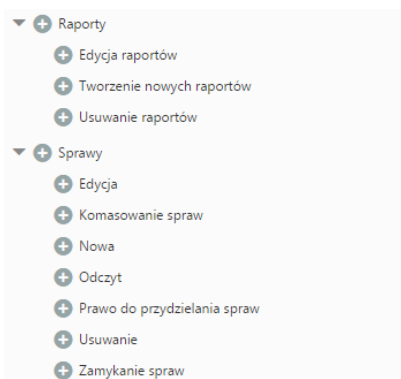 Raporty
Edycja raportów
Tworzenie nowych raportów
Usuwanie raportów
Sprawy
Edycja
Komasowanie spraw
Nowa
Odczyt
Prawo do przydzielania spraw
Usuwanie
Zamykanie spraw